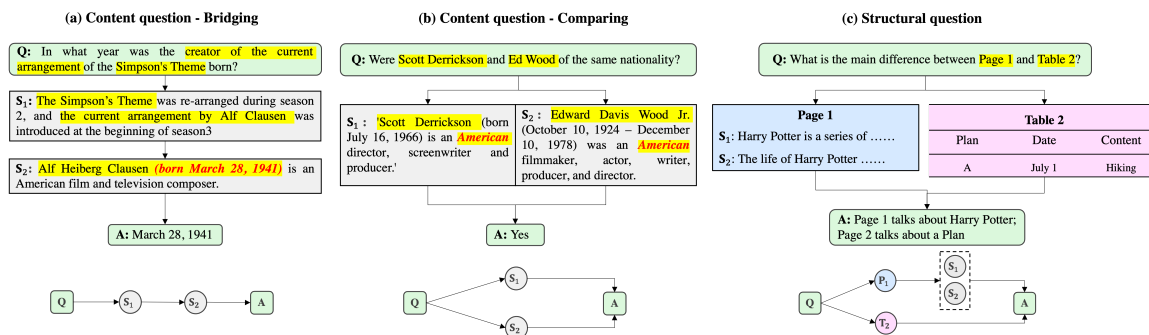 (a) Content question - Bridging
Q: In what year was the creator of the current
arrangement of the Simpson's Theme born?
S1: The Simpson's Theme was re-arranged during season
2, and the current arrangement by Alf Clausen was
introduced at the beginning of season3
S2: Alf Heiberg Clausen (born March 28, 1941) is an
American film and television composer.
A: March 28, 1941
Q
S1
S2
A
(b) Content question - Comparing
Q: Were Scott Derrickson and Ed Wood of the same nationality?
S1: 'Scott Derrickson (born
July 16, 1966) is an American
director, screenwriter and
producer.'
S2: Edward Davis Wood Jr.
(October 10, 1924 – December
10, 1978) was an American
filmmaker, actor, writer,
producer, and director.
A: Yes
Q
S1
S2
A
(c) Structural question
Q: What is the main difference between Page 1 and Table 2?
Page 1
S1: Harry Potter is a series of ......
S2: The life of Harry Potter ......
Table 2
Plan Date Content
A July 1 Hiking
A: Page 1 talks about Harry Potter;
Page 2 talks about a Plan
Q
P1
S1
S2
T2
A